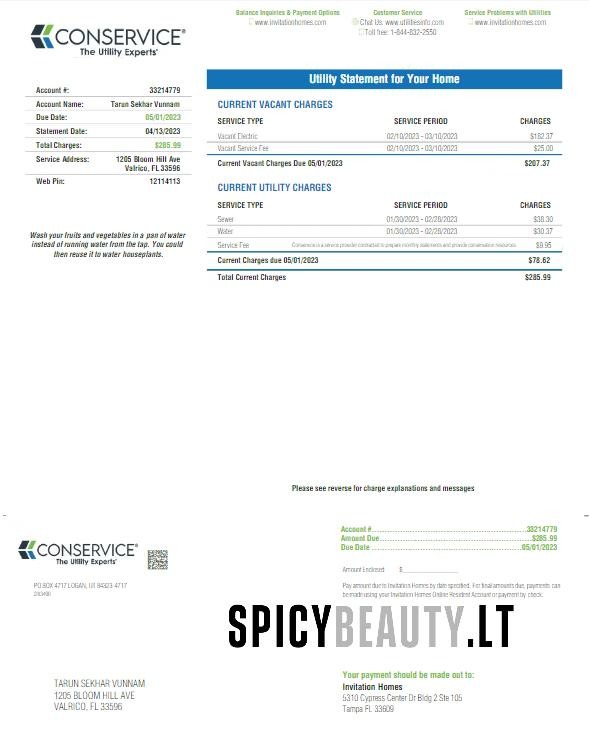 Balance Inquiries & Payment Options
www.invitationhomes.com
Customer Service
Chat Us: www.utilitiesinfo.com
Toll free: 1-844-832-2550
Service Problems with Utilities
www.invitationhomes.com
CONSERVICE®
The Utility Experts®
Account #: 33214779
Account Name: Tarun Sekhar Vunnam
Due Date: 05/01/2023
Statement Date: 04/13/2023
Total Charges: $285.99
Service Address: 1205 Bloom Hill Ave
Valrico, FL 33596
Web Pin: 12114113
Wash your fruits and vegetables in a pan of water
instead of running water from the tap. You could
then reuse it to water houseplants.
Utility Statement for Your Home
CURRENT VACANT CHARGES
SERVICE TYPE SERVICE PERIOD CHARGES
Vacant Electric 02/10/2023 - 03/10/2023 $182.37
Vacant Service Fee 02/10/2023 - 03/10/2023 $25.00
Current Vacant Charges Due 05/01/2023 $207.37
CURRENT UTILITY CHARGES
SERVICE TYPE SERVICE PERIOD CHARGES
Sewer 01/30/2023 - 02/28/2023 $38.30
Water 01/30/2023 - 02/28/2023 $30.37
Service Fee Conservice is a service provider contracted to prepare monthly statements and provide conservation resources. $9.95
Current Charges due 05/01/2023 $78.62
Total Current Charges $285.99
Please see reverse for charge explanations and messages
CONSERVICE®
The Utility Experts®
PO BOX 4717 LOGAN, UT 84323-4717
Account #33214779
Amount Due$285.99
Due Date05/01/2023
Amount Enclosed $
Pay amount due to Invitation Homes by date specified. For final amounts due, payments can
be made using your Invitation Homes Online Resident Account or payment by check.
SPICYBEAUTY.LT
TARUN SEKHAR VUNNAM
1205 BLOOM HILL AVE
VALRICO, FL 33596
Your payment should be made out to:
Invitation Homes
5310 Cypress Center Dr Bldg 2 Ste 105
Tampa FL 33609